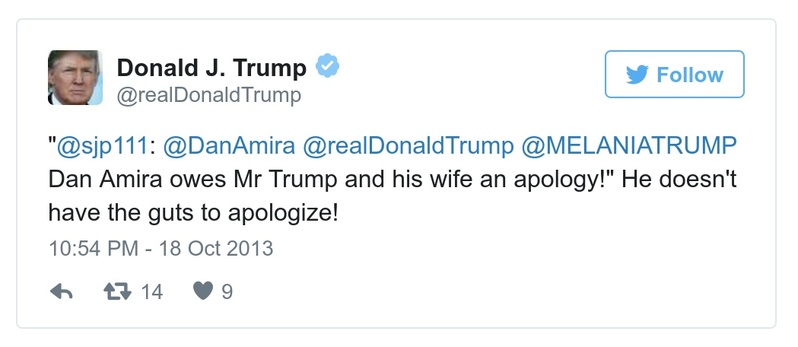 Donald J. Trump
@realDonaldTrump
Follow
"@sjp111: @DanAmira @realDonaldTrump @MELANIATRUMP
Dan Amira owes Mr Trump and his wife an apology!" He doesn't
have the guts to apologize!
10:54 PM - 18 Oct 2013
14 9